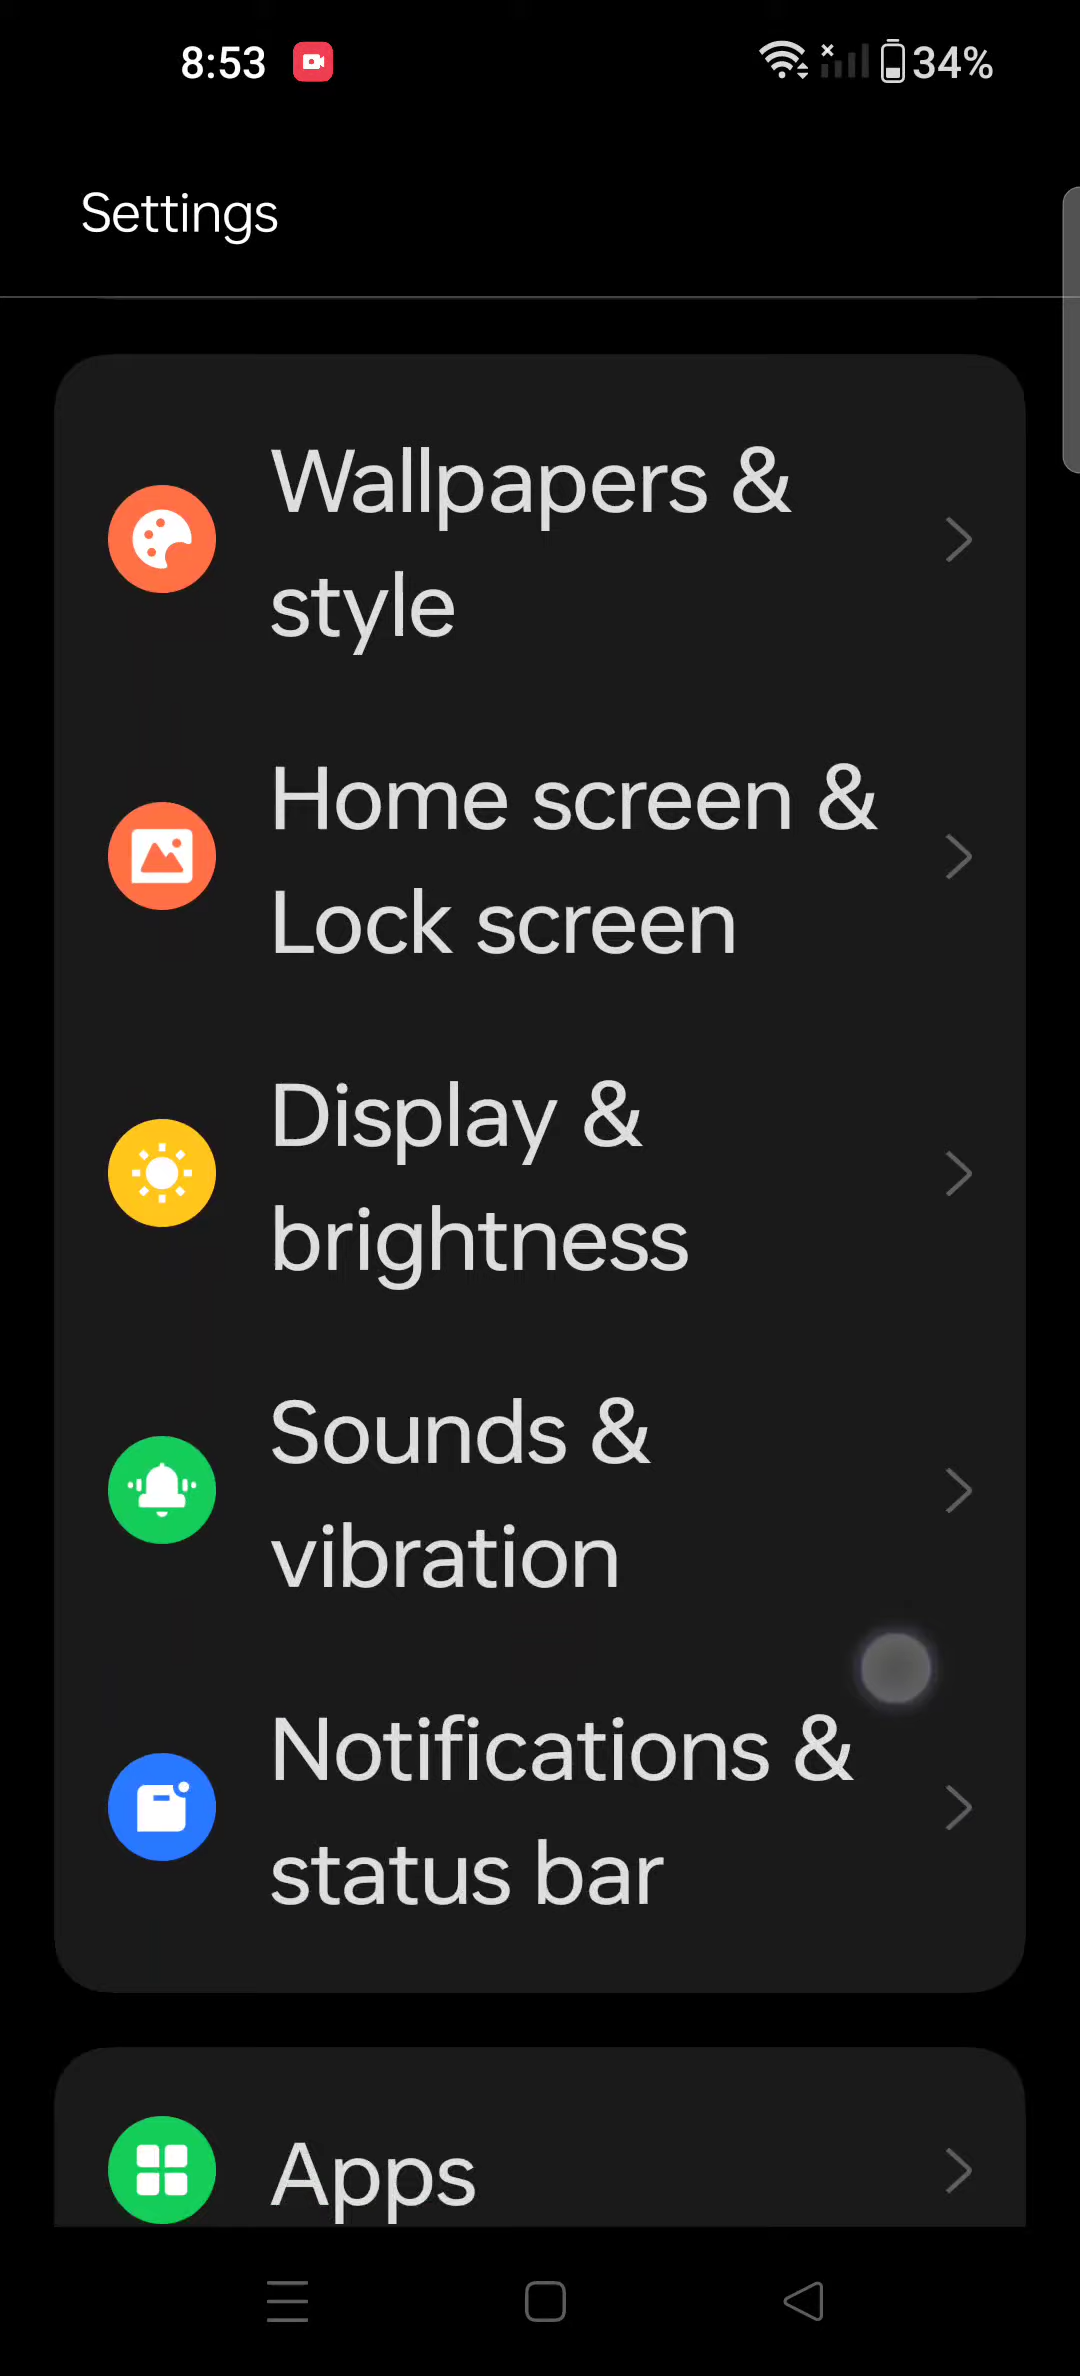 8:53
34%
Settings
Wallpapers &
style
Home screen &
Lock screen
Display &
brightness
Sounds &
vibration
Notifications &
status bar
Apps